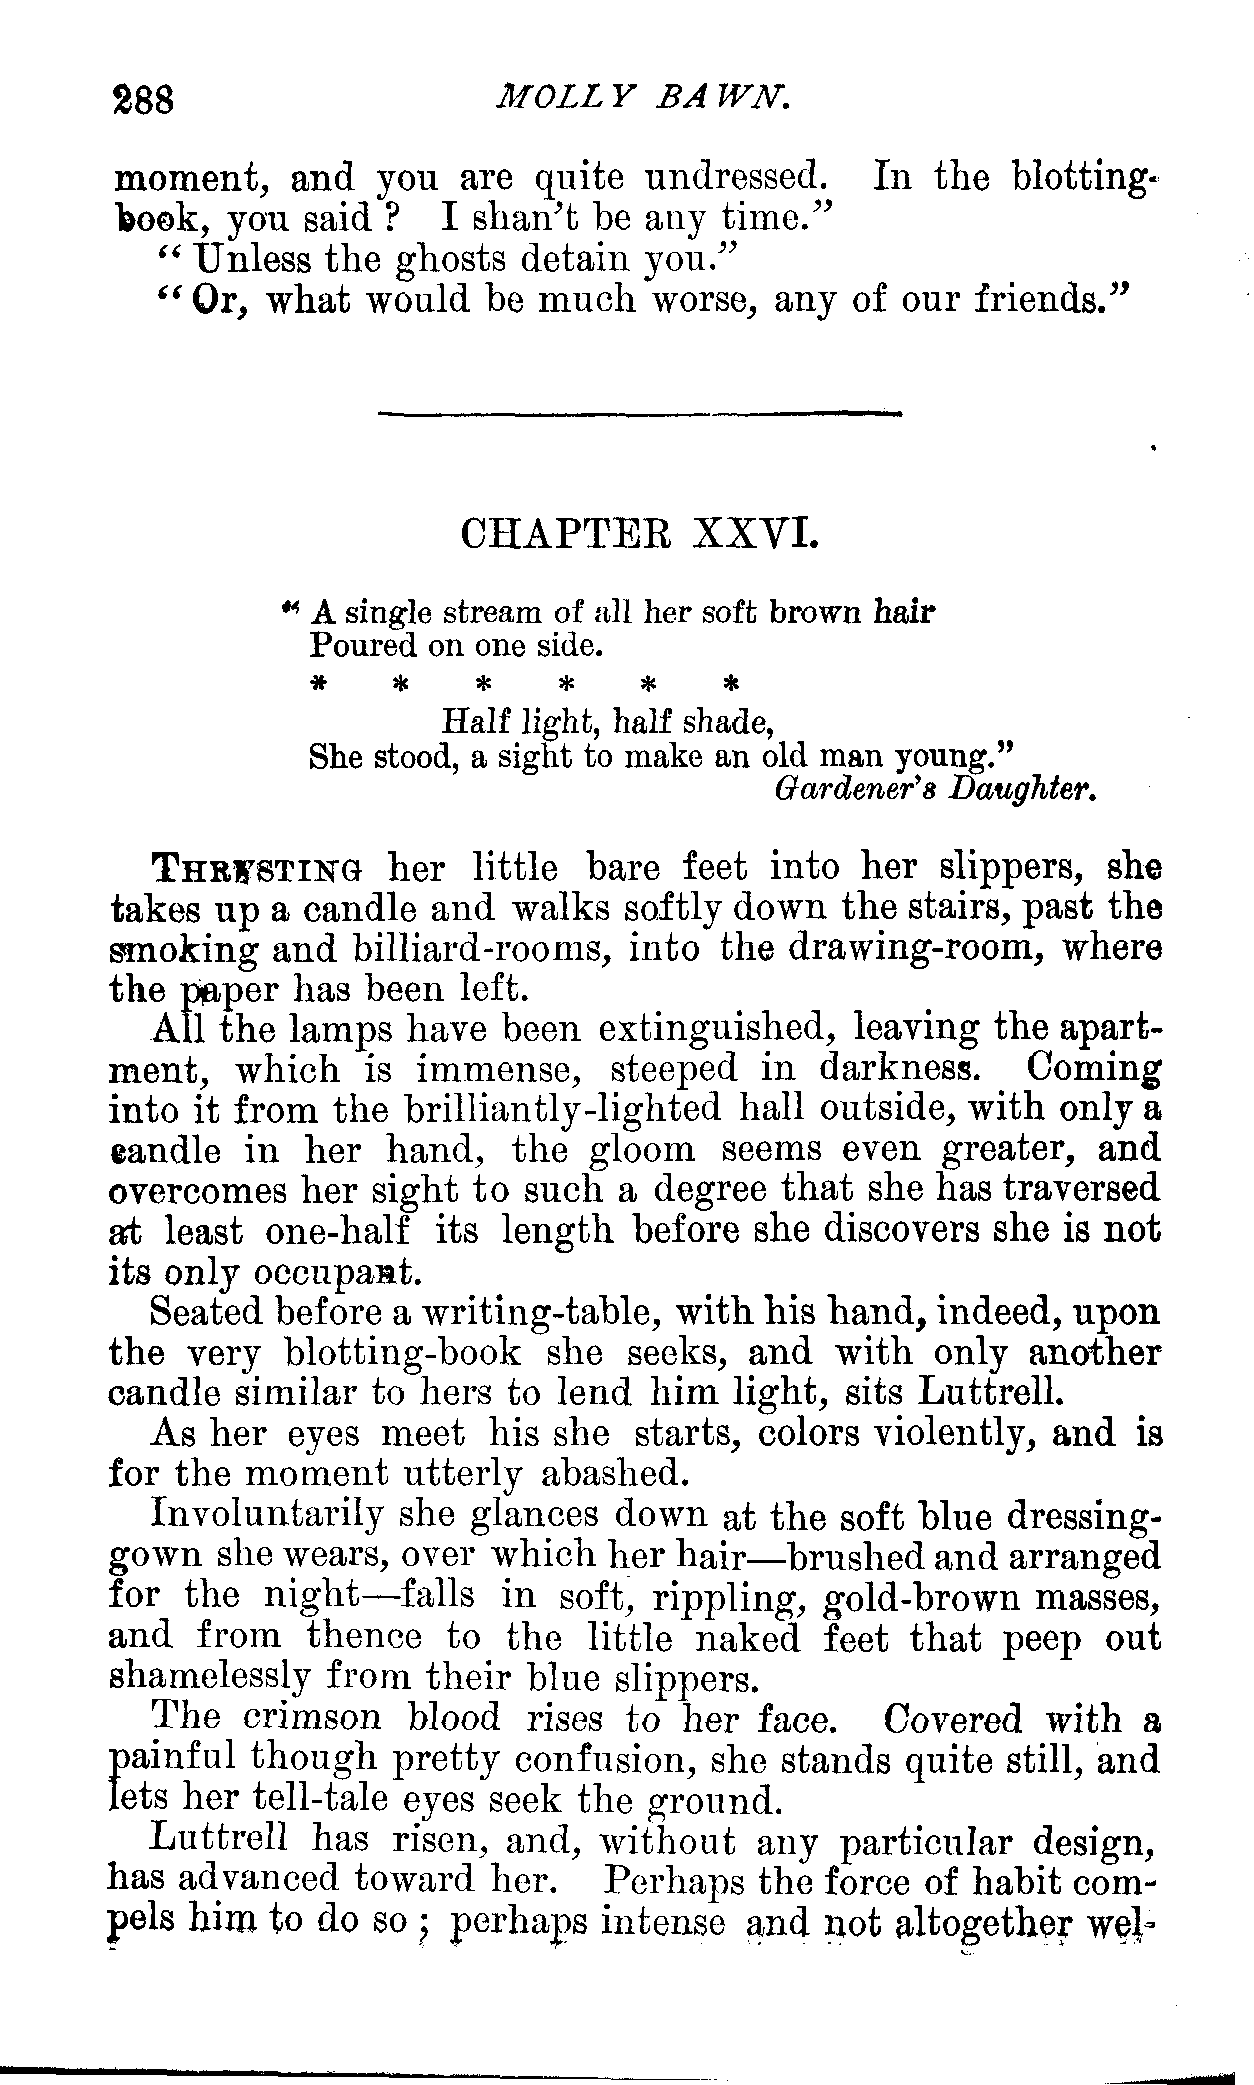 288 MOLLY BAWN.
moment, and you are quite undressed. In the blotting-
book, you said? I shan't be any time."
"Unless the ghosts detain you."
"Or, what would be much worse, any of our friends."
CHAPTER XXVI.
"A single stream of all her soft brown hair
Poured on one side.
* * * * * *
Half light, half shade,
She stood, a sight to make an old man young."
Gardener's Daughter.
THRUSTING her little bare feet into her slippers, she
takes up a candle and walks softly down the stairs, past the
smoking and billiard-rooms, into the drawing-room, where
the paper has been left.
All the lamps have been extinguished, leaving the apart-
ment, which is immense, steeped in darkness. Coming
into it from the brilliantly-lighted hall outside, with only a
candle in her hand, the gloom seems even greater, and
overcomes her sight to such a degree that she has traversed
at least one-half its length before she discovers she is not
its only occupant.
Seated before a writing-table, with his hand, indeed, upon
the very blotting-book she seeks, and with only another
candle similar to hers to lend him light, sits Luttrell.
As her eyes meet his she starts, colors violently, and is
for the moment utterly abashed.
Involuntarily she glances down at the soft blue dressing-
gown she wears, over which her hair—brushed and arranged
for the night—falls in soft, rippling, gold-brown masses,
and from thence to the little naked feet that peep out
shamelessly from their blue slippers.
The crimson blood rises to her face. Covered with a
painful though pretty confusion, she stands quite still, and
lets her tell-tale eyes seek the ground.
Luttrell has risen, and, without any particular design,
has advanced toward her. Perhaps the force of habit com-
pels him to do so; perhaps intense and not altogether wel-